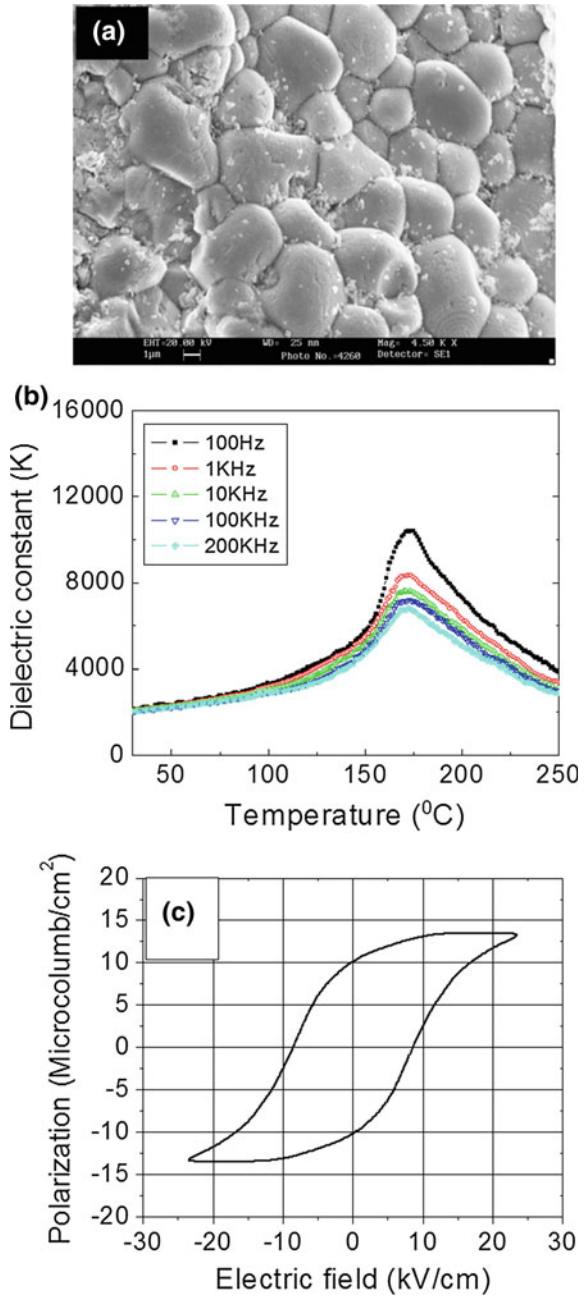 (a)
EHT=20.00 kV WD= 25 mm Mag= 4.50 K X
1µm Photo No.=4260 Detector= SE1
(b)
16000
12000
8000
4000
0
Dielectric constant (K)
100Hz
1KHz
10KHz
100KHz
200KHz
50 100 150 200 250
Temperature (⁰C)
(c)
20
15
10
5
0
-5
-10
-15
-20
Polarization (Microcolumb/cm²)
-30 -20 -10 0 10 20 30
Electric field (kV/cm)